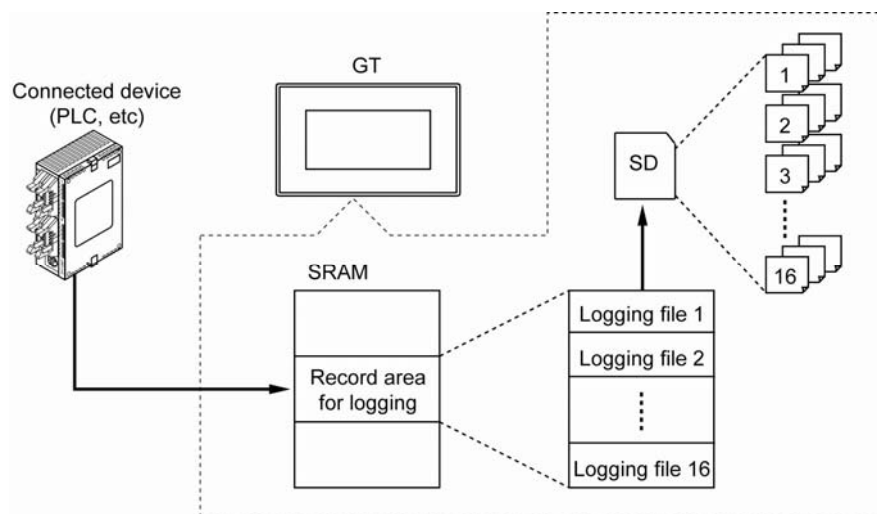 GT
Connected device
(PLC, etc)
SD
1
2
3
16
SRAM
Record area
for logging
Logging file 1
Logging file 2
Logging file 16